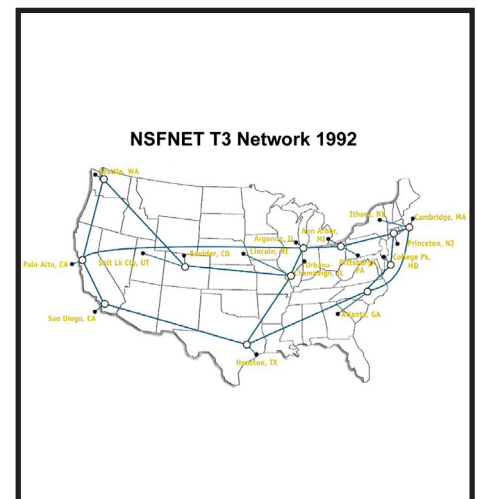 NSFNET T3 Network 1992
Seattle, WA
Ithaca, NY
Cambridge, MA
Ann Arbor,
MI
Argonne, IL
Princeton, NJ
Lincoln, NE
Boulder, CO
College Pk,
MD
Salt Lk Cty, UT
Palo Alto, CA
Pittsburgh,
PA
Urbana-
Champaign, IL
San Diego, CA
Atlanta, GA
Houston, TX